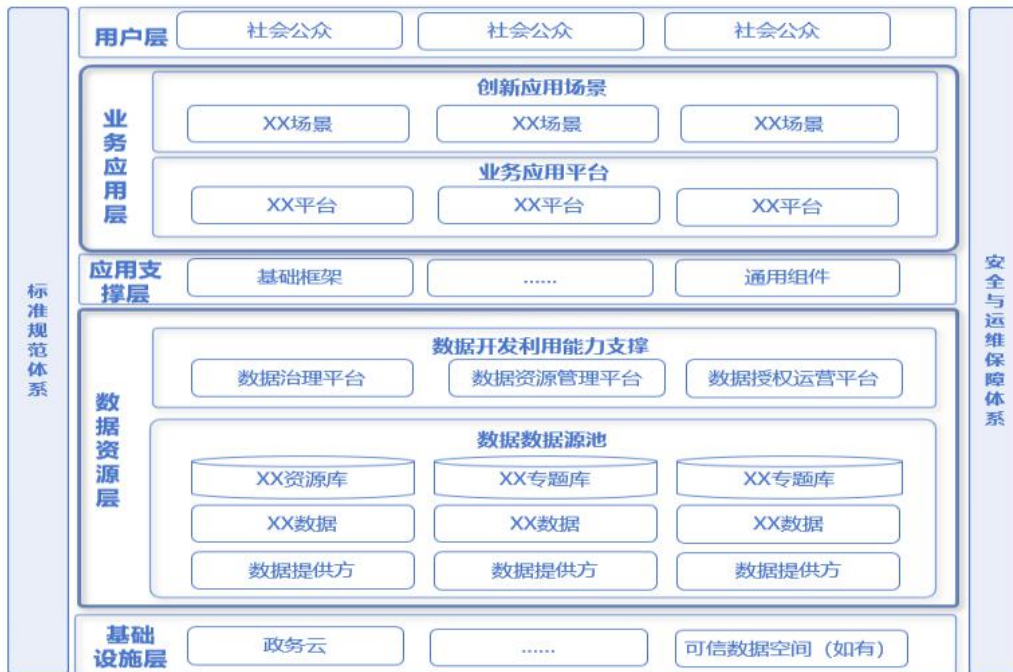 标准规范体系
用户层
社会公众
社会公众
社会公众
业务应用层
创新应用场景
XX场景
XX场景
XX场景
业务应用平台
XX平台
XX平台
XX平台
应用支
撑层
基础框架
......
通用组件
数据资源层
数据开发利用能力支撑
数据治理平台
数据资源管理平台
数据授权运营平台
数据数据源池
XX资源库
XX专题库
XX专题库
XX数据
XX数据
XX数据
数据提供方
数据提供方
数据提供方
基础
设施层
政务云
......
可信数据空间（如有）
安全与运维保障体系